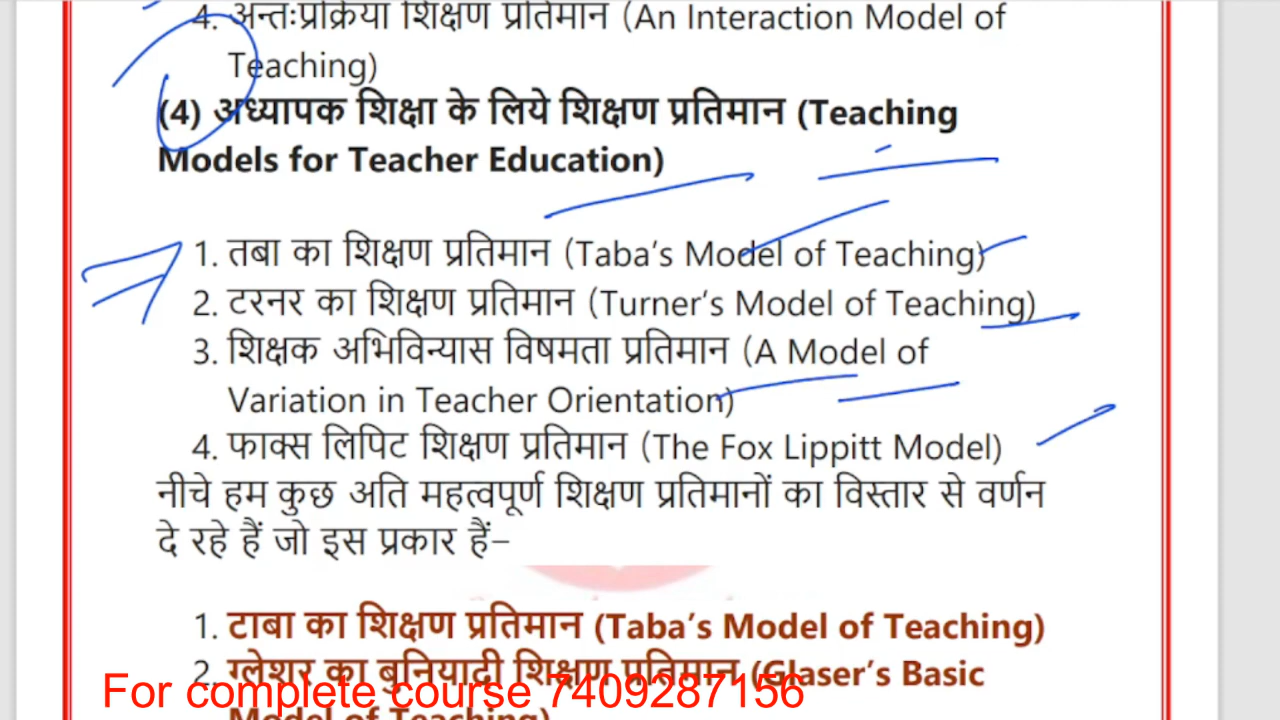 4. अन्तःप्रक्रिया शिक्षण प्रतिमान (An Interaction Model of
Teaching)
(4) अध्यापक शिक्षा के लिये शिक्षण प्रतिमान (Teaching
Models for Teacher Education)
1. तबा का शिक्षण प्रतिमान (Taba's Model of Teaching)
2. टरनर का शिक्षण प्रतिमान (Turner's Model of Teaching)
3. शिक्षक अभिविन्यास विषमता प्रतिमान (A Model of
Variation in Teacher Orientation)
4. फाक्स लिपिट शिक्षण प्रतिमान (The Fox Lippitt Model)
नीचे हम कुछ अति महत्वपूर्ण शिक्षण प्रतिमानों का विस्तार से वर्णन
दे रहे हैं जो इस प्रकार हैं–
1. टाबा का शिक्षण प्रतिमान (Taba's Model of Teaching)
2. ग्लेशर का बुनियादी शिक्षण प्रतिमान (Glaser's Basic
For complete course 7409287156
Model of Teaching)